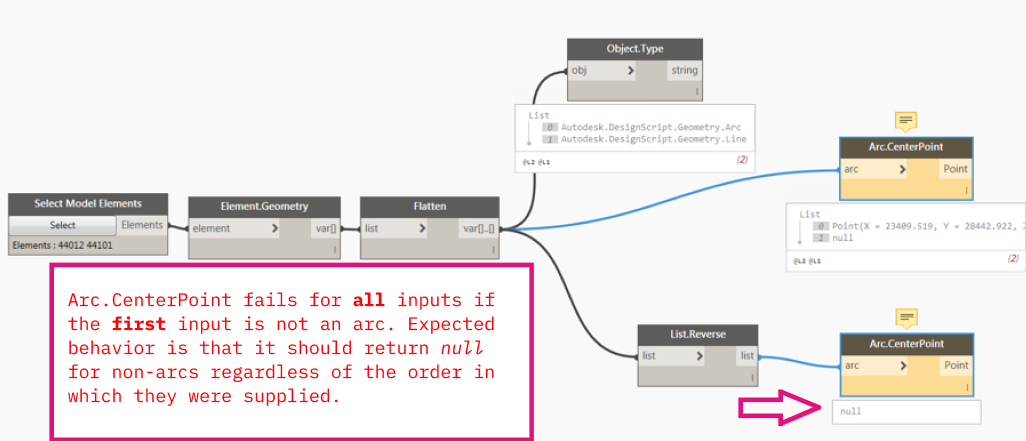 Object.Type
obj > string
l
List
0 Autodesk.DesignScript.Geometry.Arc
1 Autodesk.DesignScript.Geometry.Line
@L2 @L1 {2}
Arc.CenterPoint
arc > Point
l
List
0 Point(X = 23409.519, Y = 28442.922,
1 null
@L2 @L1 {2}
Select Model Elements
Select Elements
Elements : 44012 44101
Element.Geometry
element > var[]
l
Flatten
list > var[]..[]
l
Arc.CenterPoint fails for all inputs if
the first input is not an arc. Expected
behavior is that it should return null
for non-arcs regardless of the order in
which they were supplied.
List.Reverse
list > list
l
Arc.CenterPoint
arc > Point
l
null